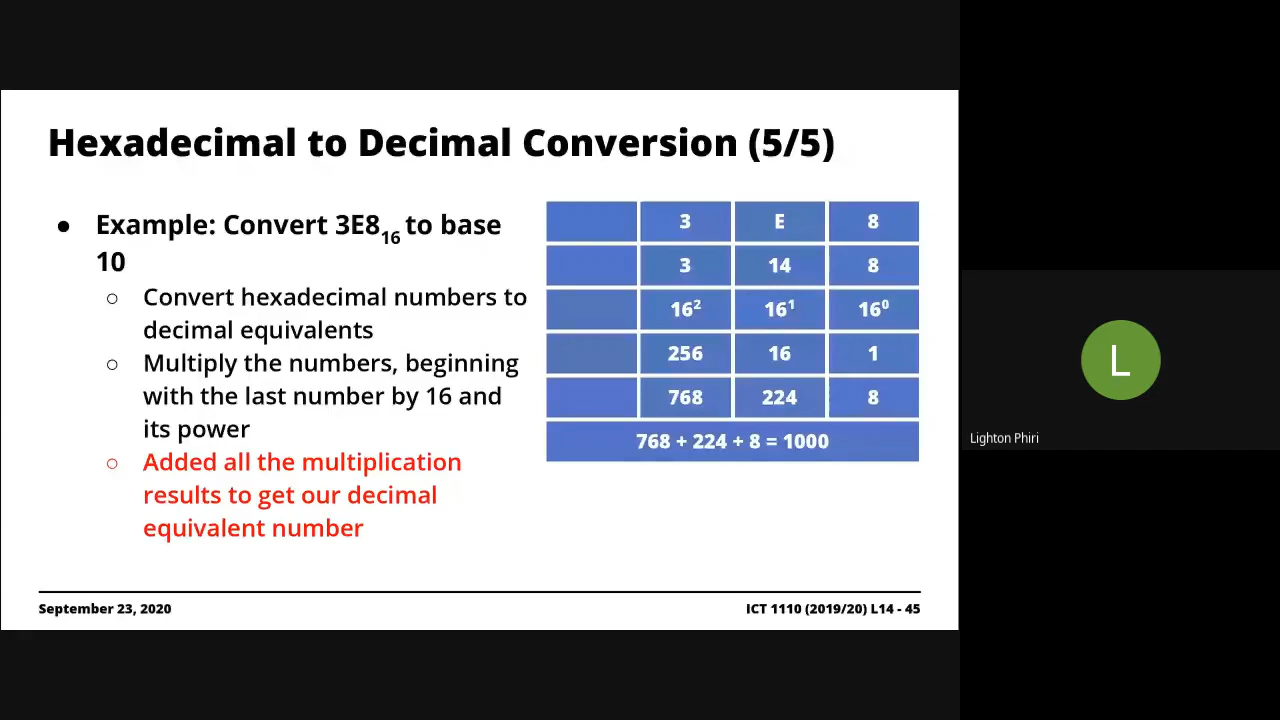 Hexadecimal to Decimal Conversion (5/5)
● Example: Convert 3E8₁₆ to base
10
○ Convert hexadecimal numbers to
decimal equivalents
○ Multiply the numbers, beginning
with the last number by 16 and
its power
○ Added all the multiplication
results to get our decimal
equivalent number
3 E 8
3 14 8
16² 16¹ 16⁰
256 16 1
768 224 8
768 + 224 + 8 = 1000
September 23, 2020
ICT 1110 (2019/20) L14 - 45
L
Lighton Phiri